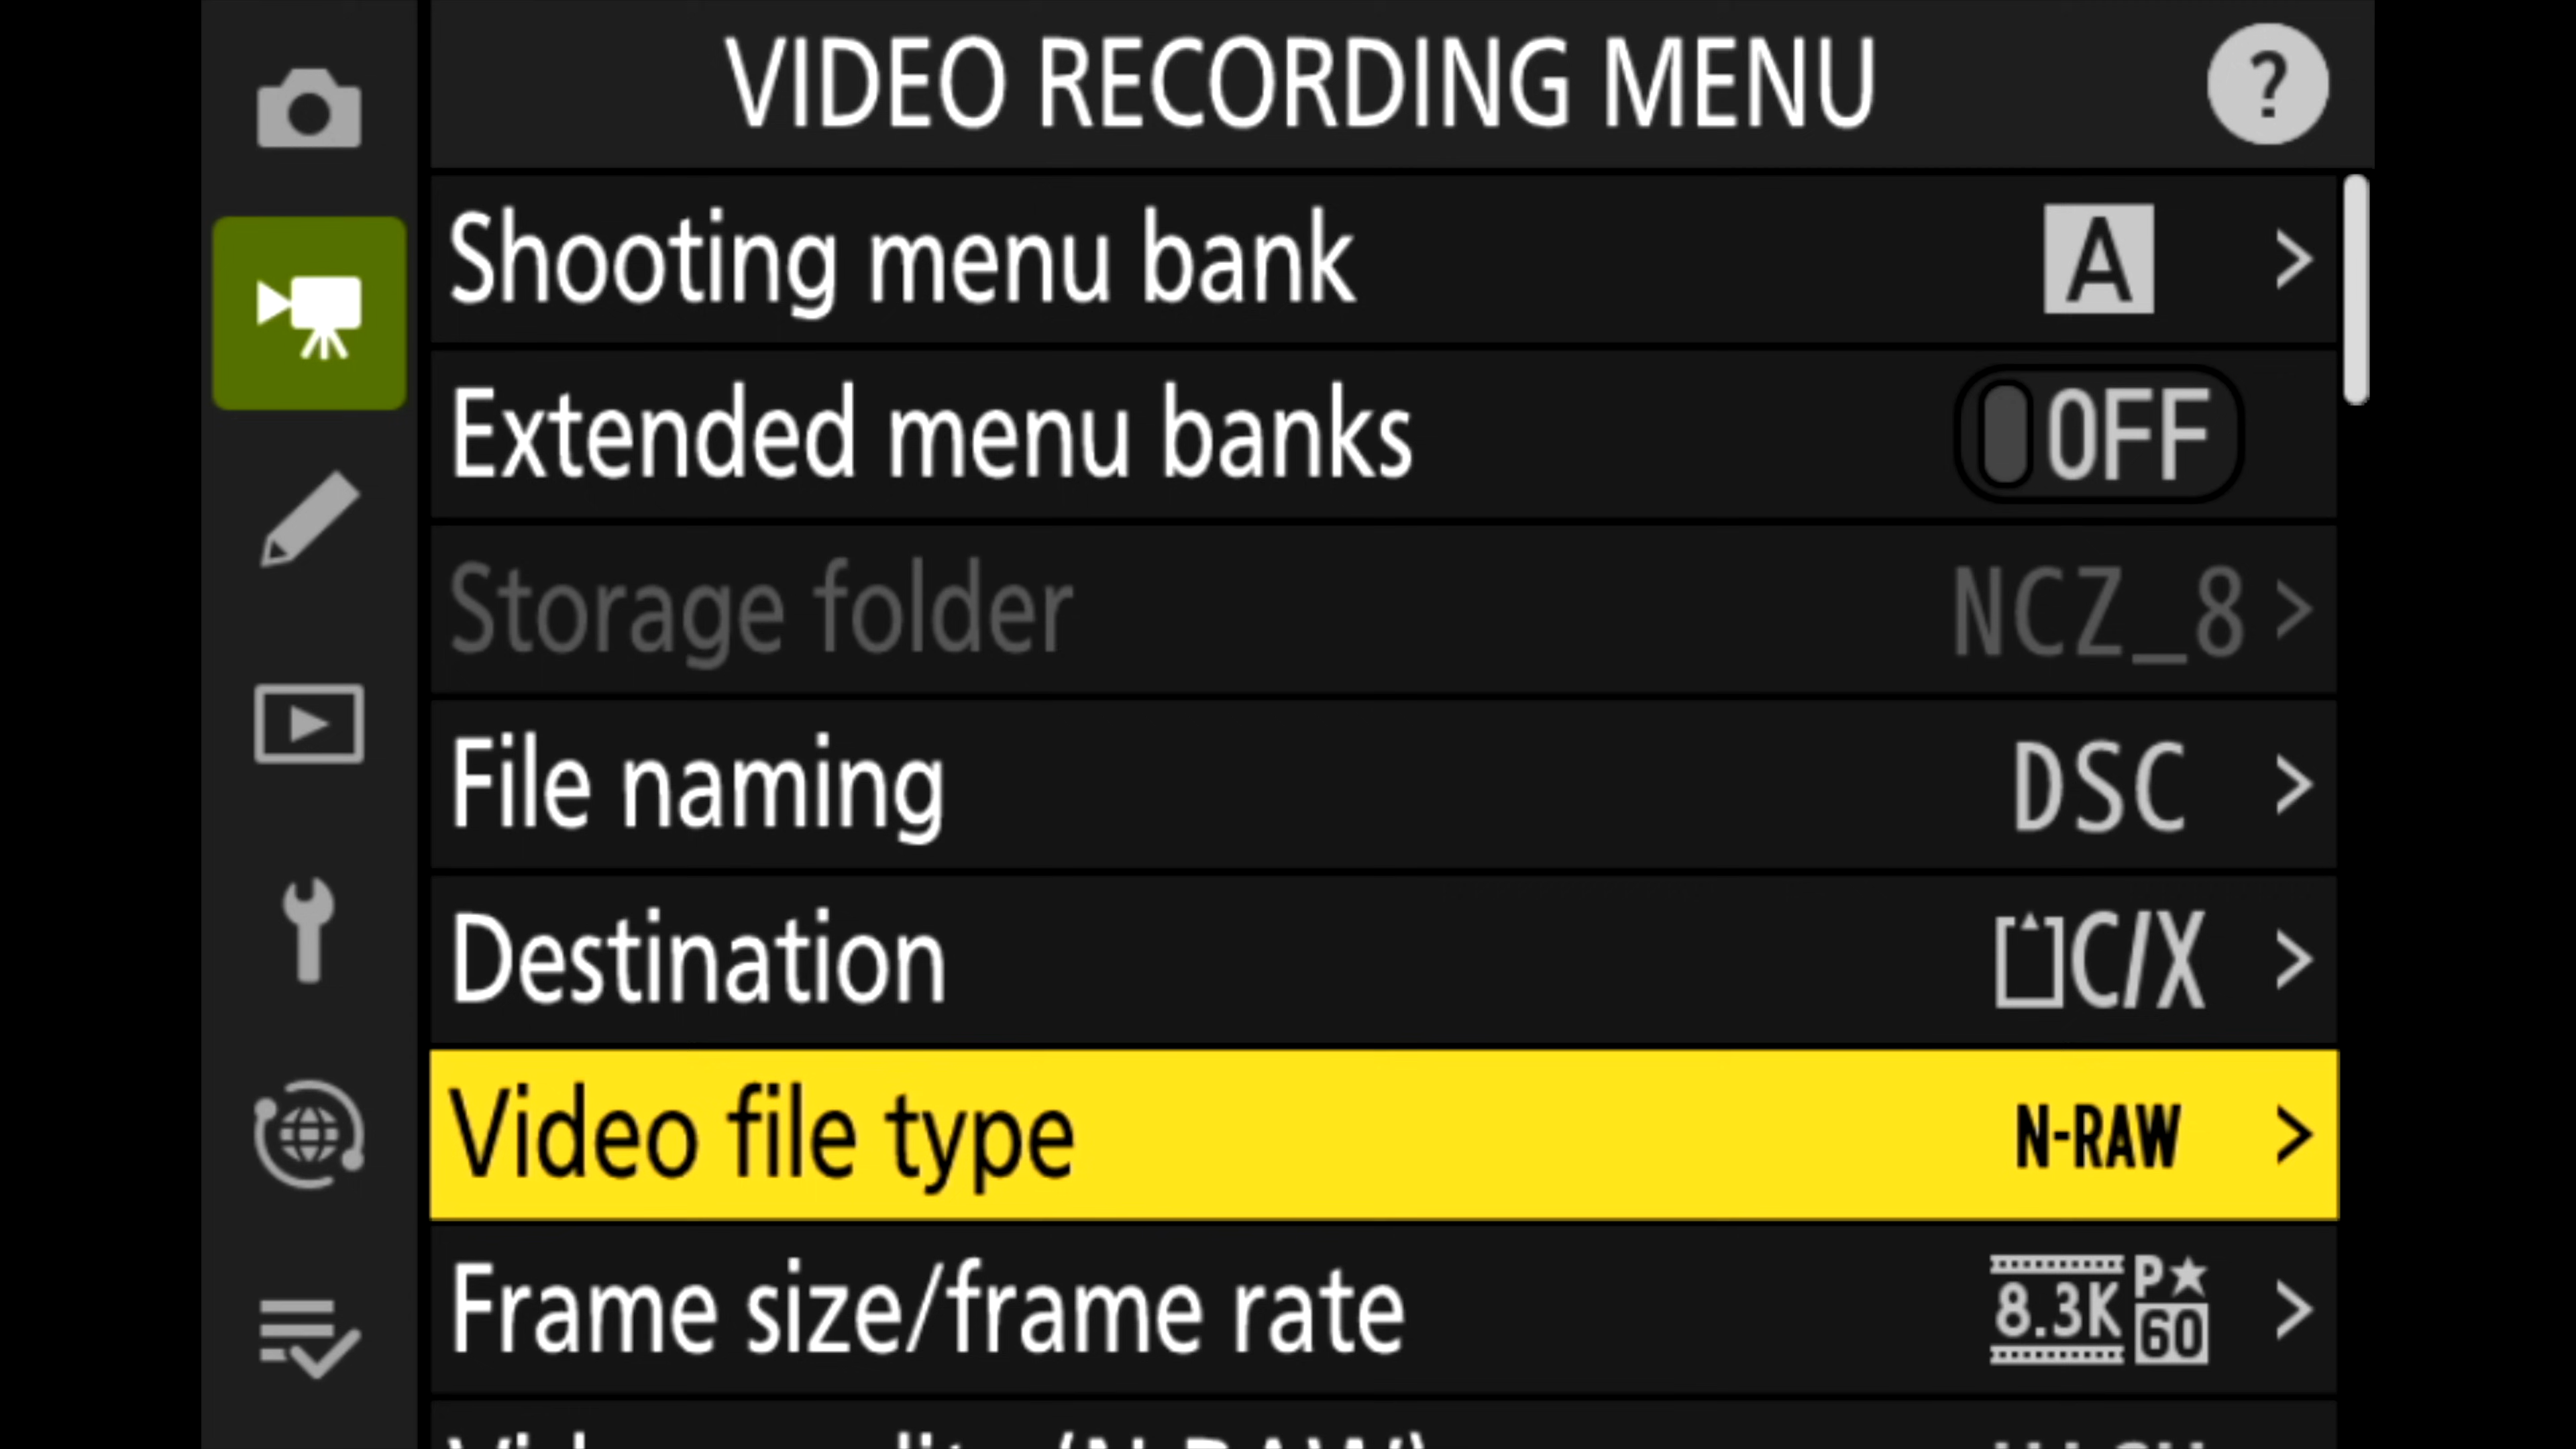 VIDEO RECORDING MENU ?
Shooting menu bank A >
Extended menu banks OFF
Storage folder NCZ_8 >
File naming DSC >
Destination C/X >
Video file type N-RAW >
Frame size/frame rate 8.3K P★ 60 >